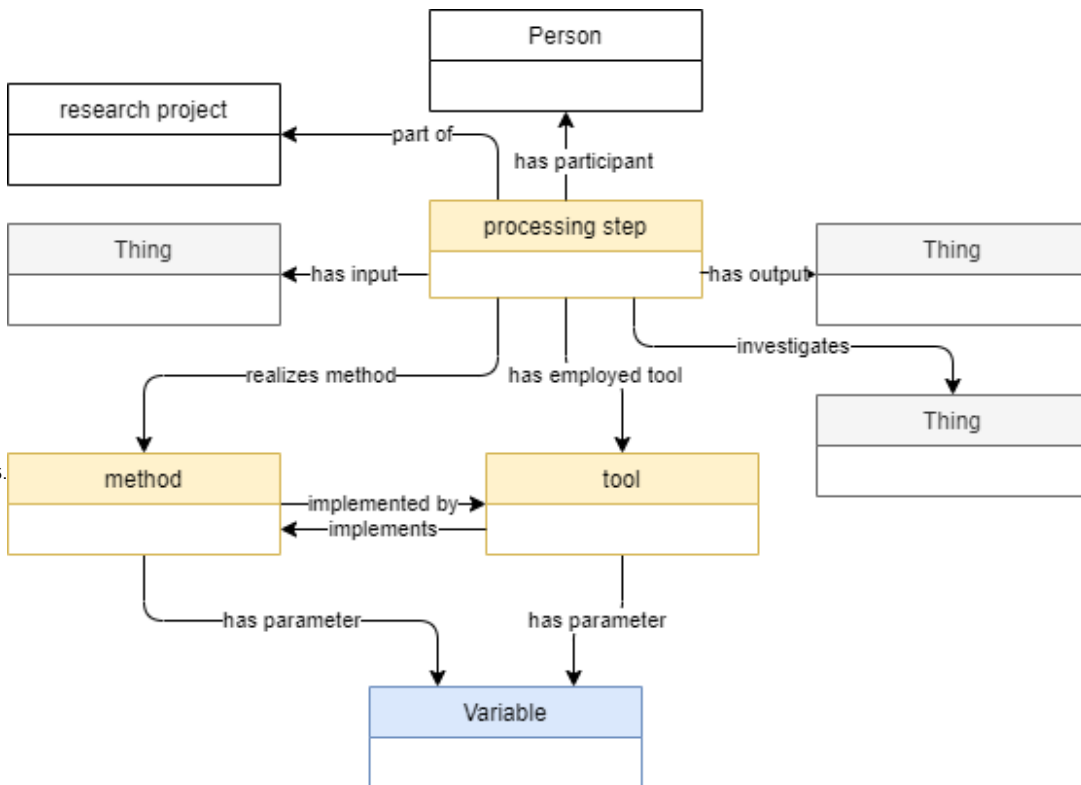 Person
research project
part of
has participant
processing step
Thing
has input
has output
Thing
investigates
realizes method
has employed tool
Thing
s.
method
tool
implemented by
implements
has parameter
has parameter
Variable